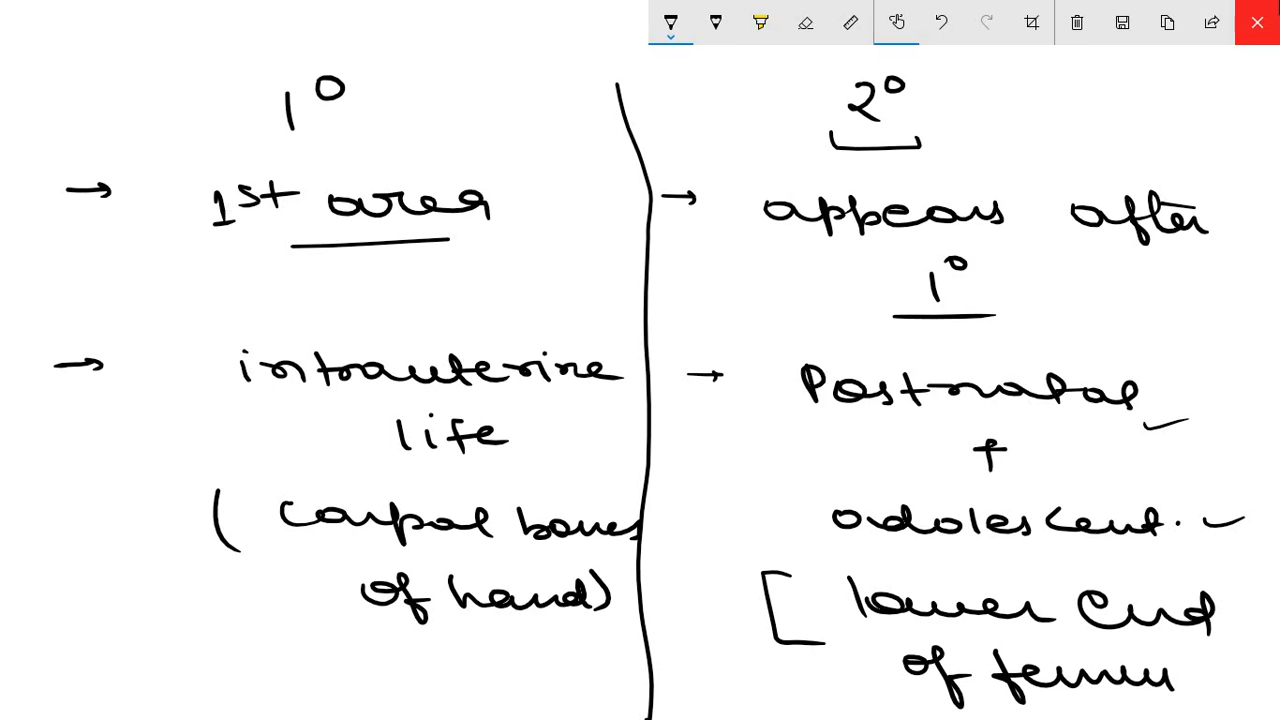 1°
→ 1st area
→ intrauterine
life
( carpal bones
of hand)
2°
→ appears after
1°
→ Postnatal ✓
+
adolescent. ✓
[ lower end
of femur